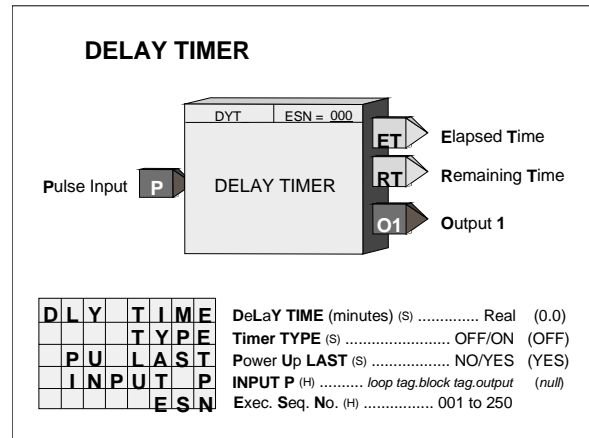 DELAY TIMER
DYT ESN = 000
ET Elapsed Time
Pulse Input P DELAY TIMER RT Remaining Time
O1 Output 1
DLY TIME DeLaY TIME (minutes) (S) .............. Real (0.0)
TYPE Timer TYPE (S) ........................ OFF/ON (OFF)
PU LAST Power Up LAST (S) ..................... NO/YES (YES)
INPUT P INPUT P (H) .......... loop tag.block tag.output (null)
ESN Exec. Seq. No. (H) ................. 001 to 250